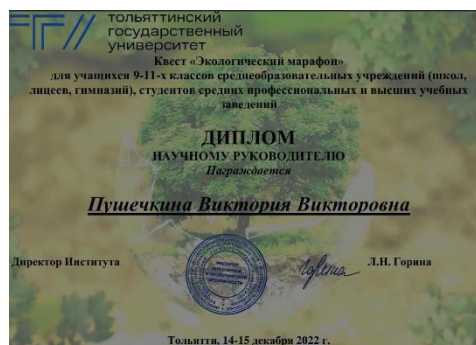 тольяттинский
государственный
университет
Квест «Экологический марафон»
для учащихся 9-11-х классов среднеобразовательных учреждений (школ,
лицеев, гимназий), студентов средних профессиональных и высших учебных
заведений
ДИПЛОМ
НАУЧНОМУ РУКОВОДИТЕЛЮ
Награждается
Пушечкина Виктория Викторовна
Директор Института
Л.Н. Горина
Тольятти, 14-15 декабря 2022 г.